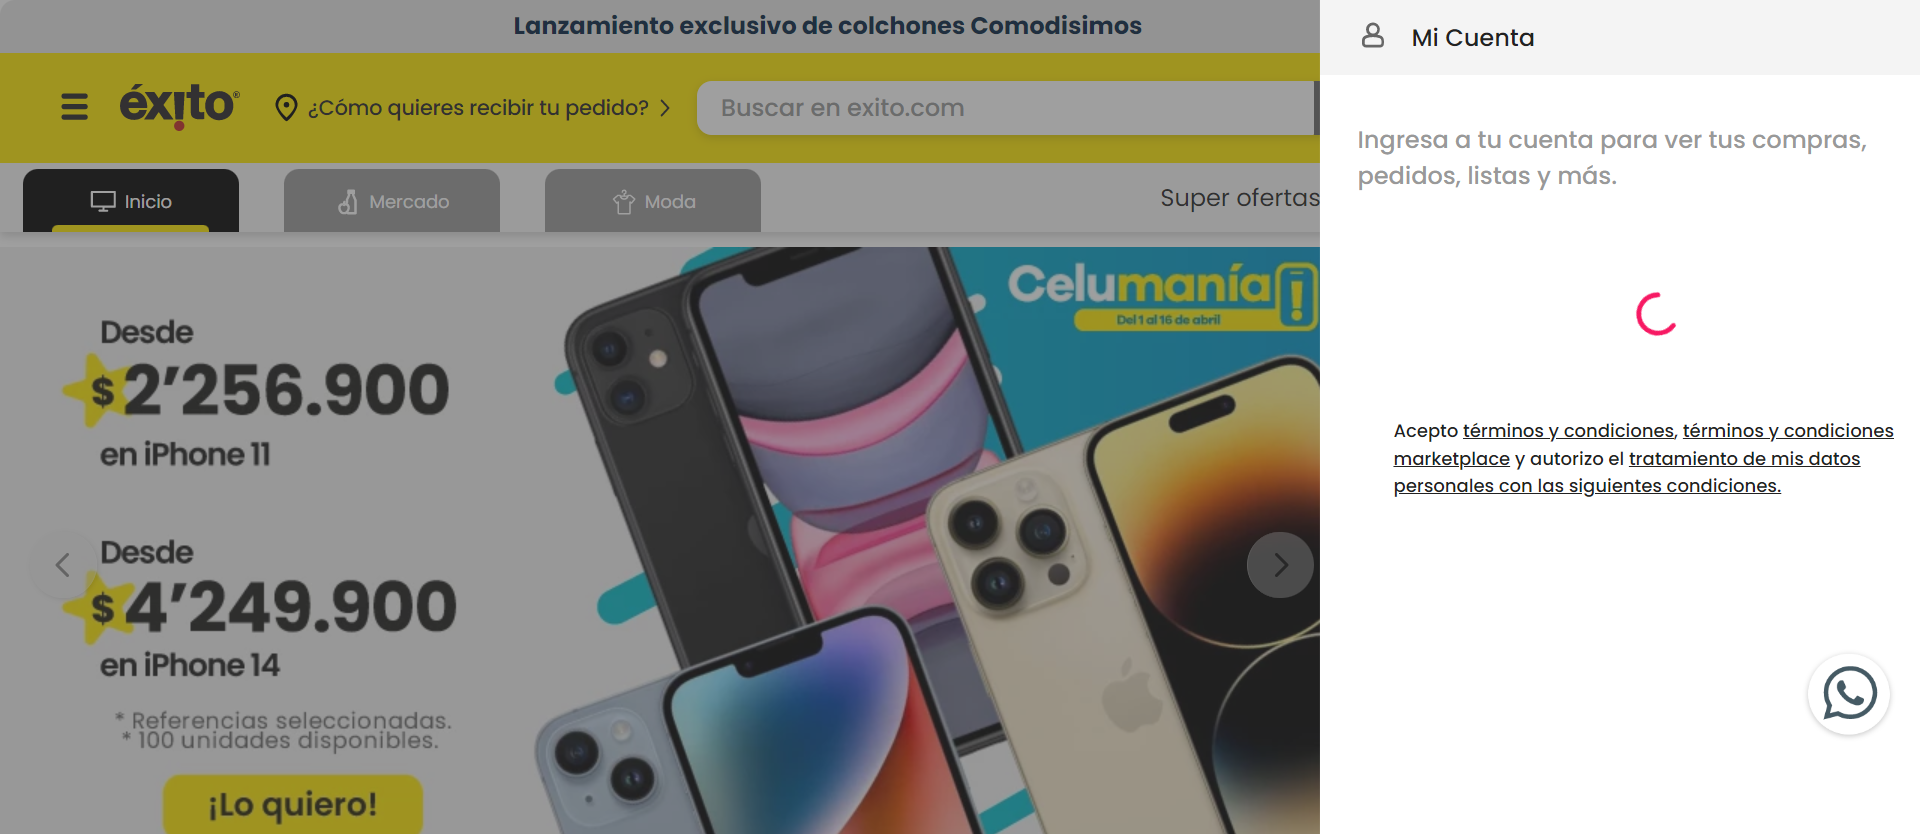 Lanzamiento exclusivo de colchones Comodisimos
éxito®
¿Cómo quieres recibir tu pedido?
Buscar en exito.com
Inicio
Mercado
Moda
Super ofertas
Desde
$ 2’256.900
en iPhone 11
Desde
$ 4’249.900
en iPhone 14
* Referencias seleccionadas.
* 100 unidades disponibles.
¡Lo quiero!
Celumanía
Del 1 al 16 de abril
Mi Cuenta
Ingresa a tu cuenta para ver tus compras,
pedidos, listas y más.
Acepto términos y condiciones, términos y condiciones
marketplace y autorizo el tratamiento de mis datos
personales con las siguientes condiciones.